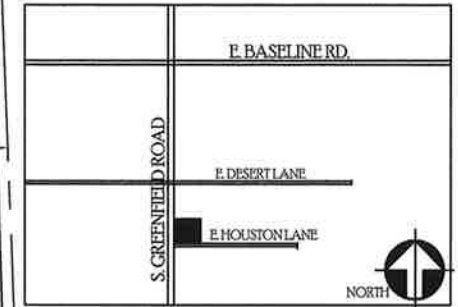 E. BASELINE RD.
S. GREENFIELD ROAD
E. DESERT LANE
E. HOUSTON LANE
NORTH